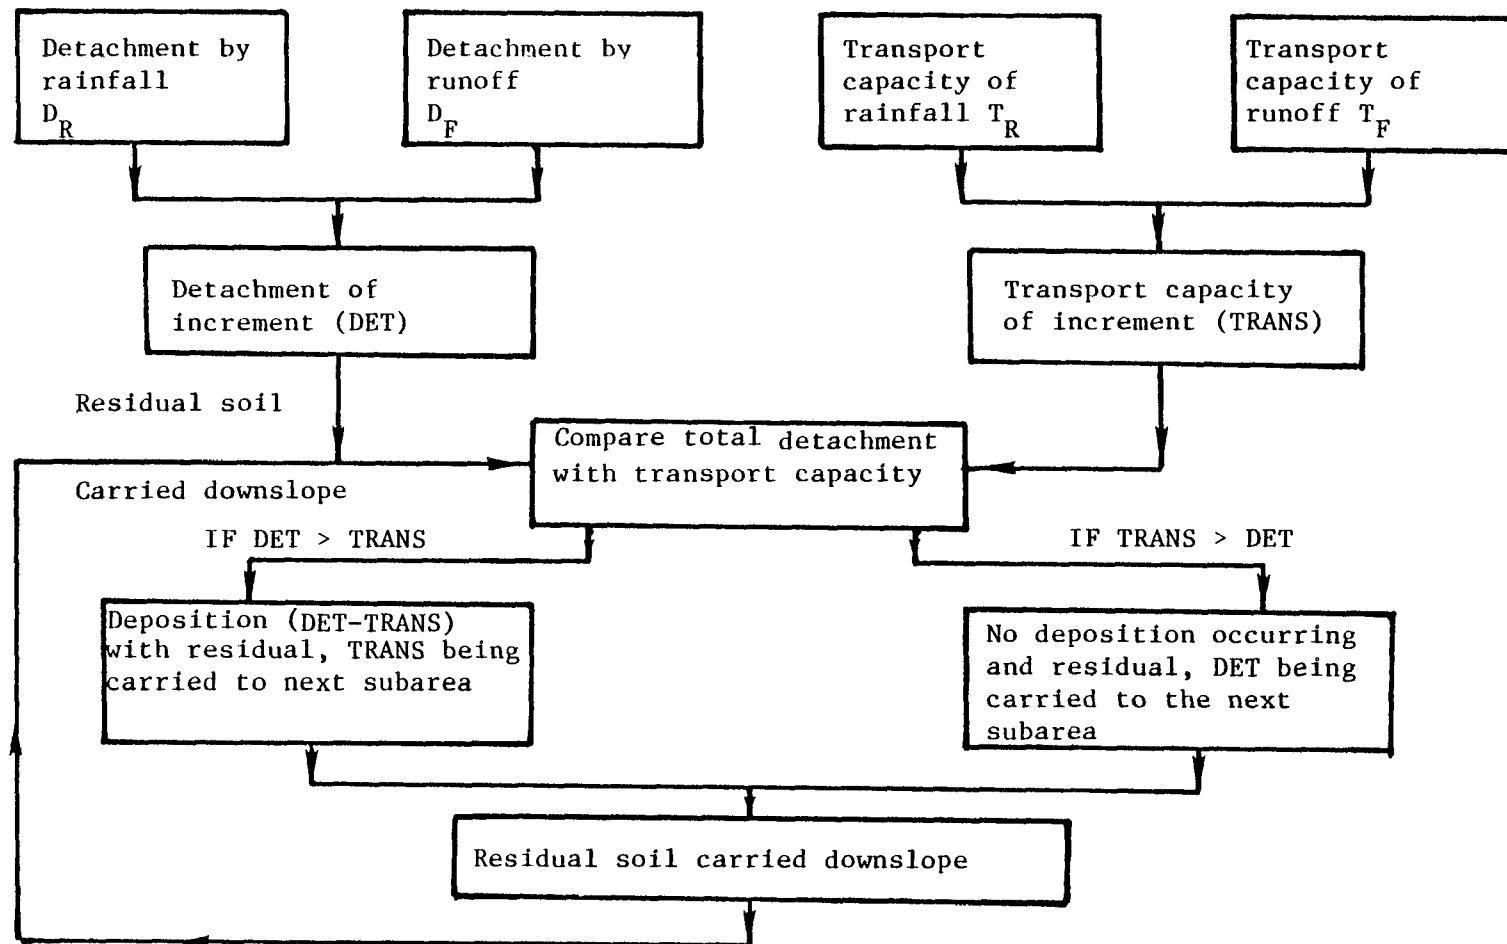 Detachment by
rainfall
D_R
Detachment by
runoff
D_F
Transport
capacity of
rainfall T_R
Transport
capacity of
runoff T_F
Detachment of
increment (DET)
Transport capacity
of increment (TRANS)
Residual soil
Carried downslope
Compare total detachment
with transport capacity
IF DET > TRANS
IF TRANS > DET
Deposition (DET-TRANS)
with residual, TRANS being
carried to next subarea
No deposition occurring
and residual, DET being
carried to the next
subarea
Residual soil carried downslope